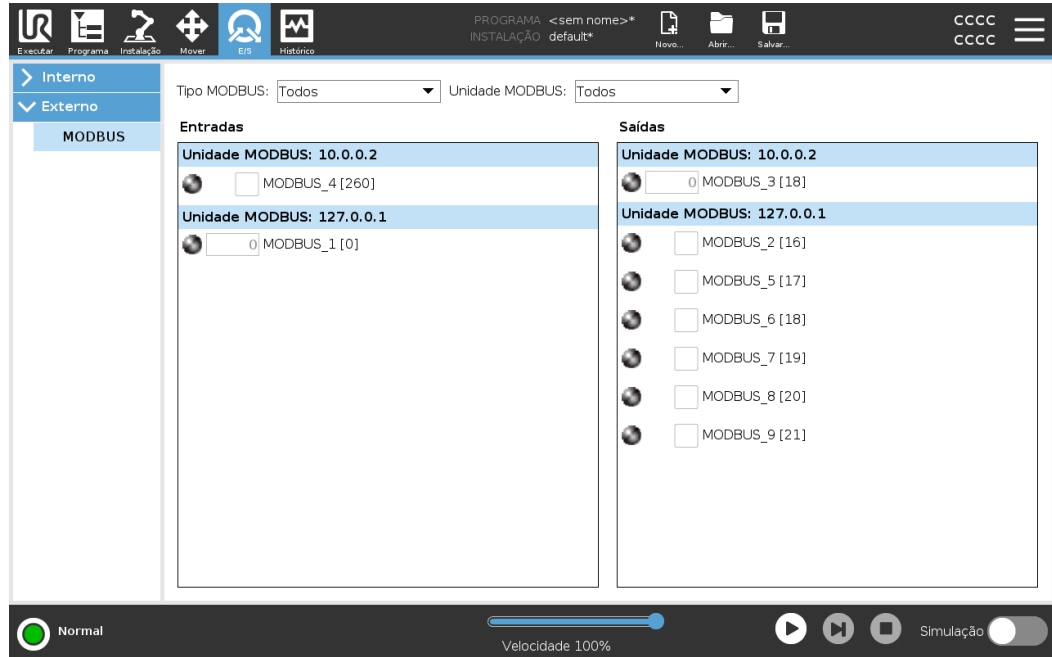 UR
Executar
Programa
Instalação
Mover
E/S
Histórico
PROGRAMA <sem nome>*
INSTALAÇÃO default*
Novo...
Abrir...
Salvar...
CCCC
CCCC
Interno
Externo
MODBUS
Tipo MODBUS: Todos
Unidade MODBUS: Todos
Entradas
Unidade MODBUS: 10.0.0.2
MODBUS_4 [260]
Unidade MODBUS: 127.0.0.1
0 MODBUS_1 [0]
Saídas
Unidade MODBUS: 10.0.0.2
0 MODBUS_3 [18]
Unidade MODBUS: 127.0.0.1
MODBUS_2 [16]
MODBUS_5 [17]
MODBUS_6 [18]
MODBUS_7 [19]
MODBUS_8 [20]
MODBUS_9 [21]
Normal
Velocidade 100%
Simulação